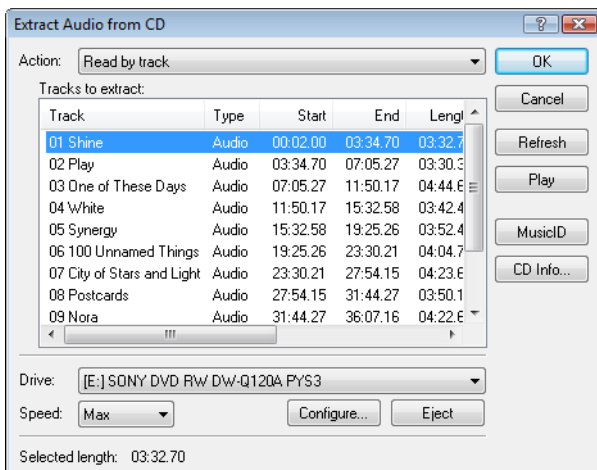 Extract Audio from CD
Action: Read by track OK
Tracks to extract: Cancel
Track Type Start End Lengt
01 Shine Audio 00:02.00 03:34.70 03:32.7 Refresh
02 Play Audio 03:34.70 07:05.27 03:30.3
03 One of These Days Audio 07:05.27 11:50.17 04:44.6 Play
04 White Audio 11:50.17 15:32.58 03:42.4
05 Synergy Audio 15:32.58 19:25.26 03:52.4 MusicID
06 100 Unnamed Things Audio 19:25.26 23:30.21 04:04.7
07 City of Stars and Light Audio 23:30.21 27:54.15 04:23.6 CD Info...
08 Postcards Audio 27:54.15 31:44.27 03:50.1
09 Nora Audio 31:44.27 36:07.16 04:22.6
Drive: [E:] SONY DVD RW DW-Q120A PYS3
Speed: Max Configure... Eject
Selected length: 03:32.70